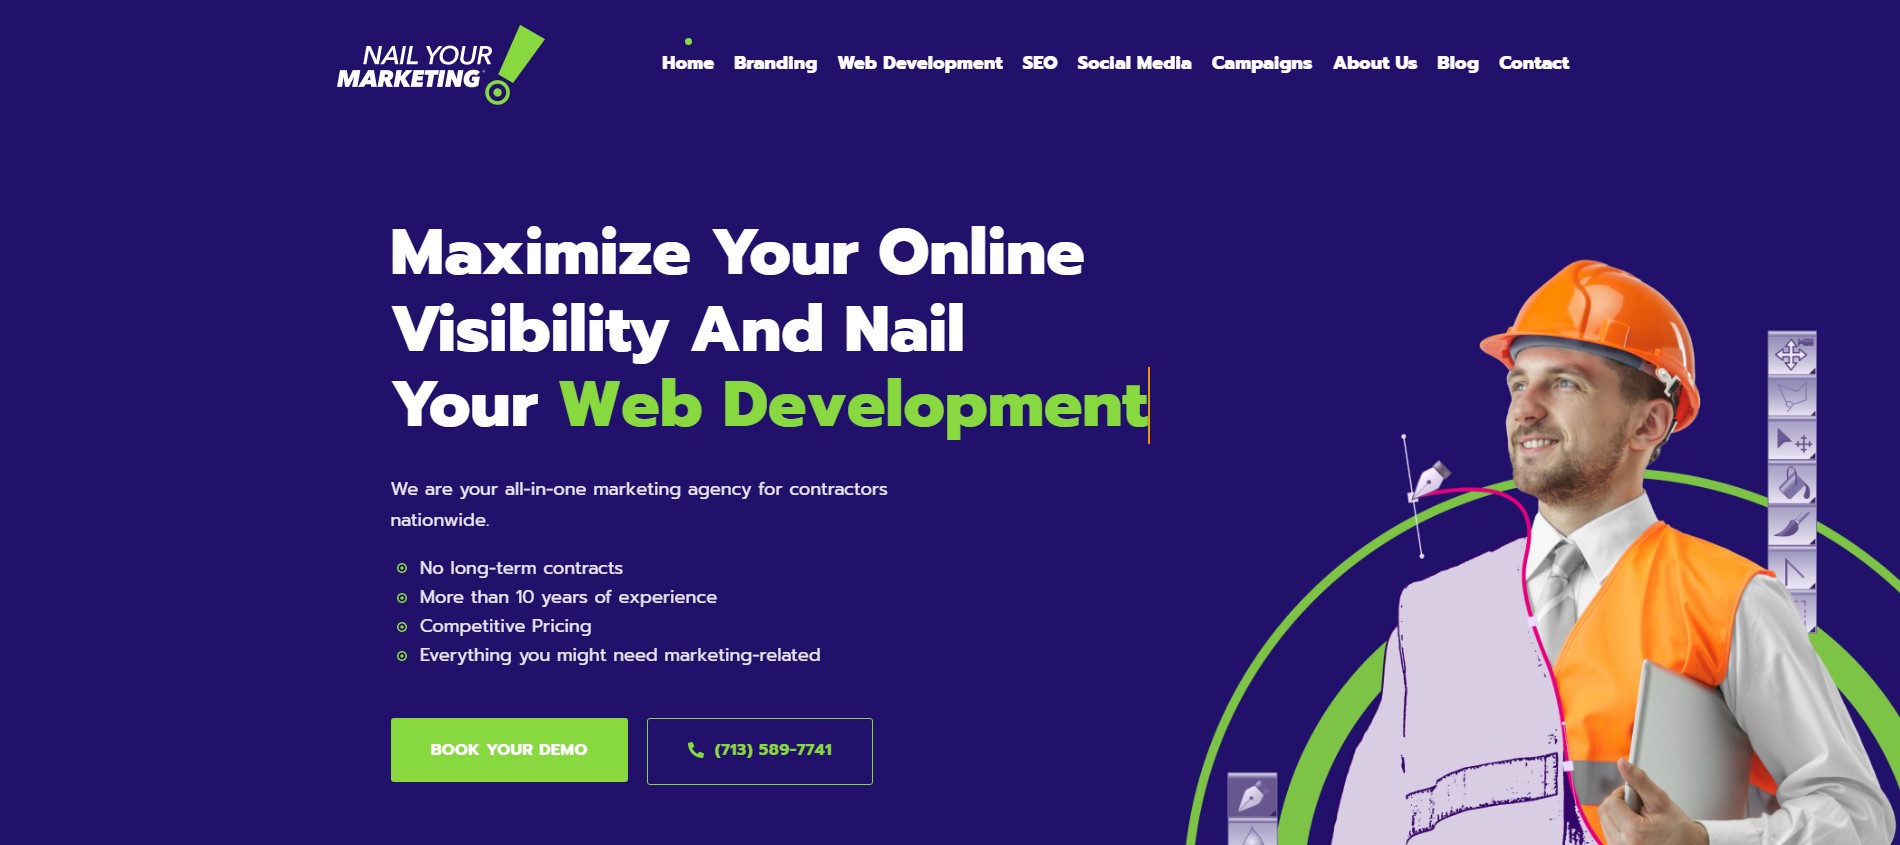 NAIL YOUR
MARKETING
Home Branding Web Development SEO Social Media Campaigns About Us Blog Contact
Maximize Your Online
Visibility And Nail
Your Web Development
We are your all-in-one marketing agency for contractors
nationwide.
No long-term contracts
More than 10 years of experience
Competitive Pricing
Everything you might need marketing-related
BOOK YOUR DEMO
(713) 589-7741